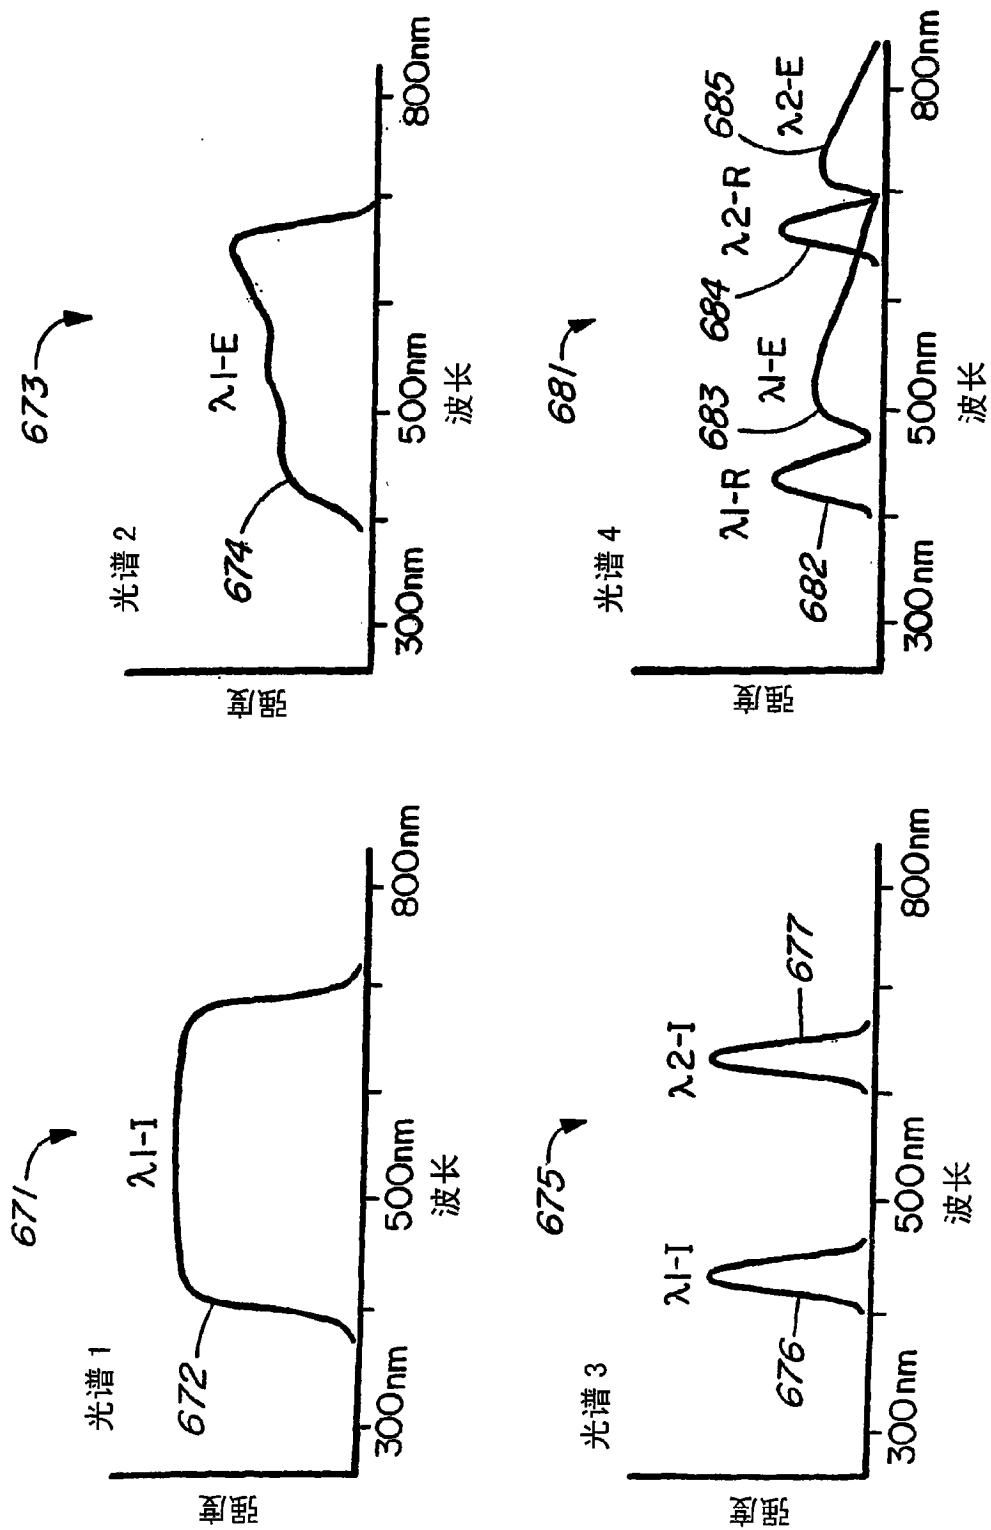 671
光谱 1
λ1-I
672
强度
300nm
500nm
800nm
波长
673
光谱 2
λ1-E
674
强度
300nm
500nm
800nm
波长
675
光谱 3
λ1-I
λ2-I
676
677
强度
300nm
500nm
800nm
波长
681
光谱 4
λ1-R
λ1-E
λ2-R
λ2-E
682
683
684
685
强度
300nm
500nm
800nm
波长